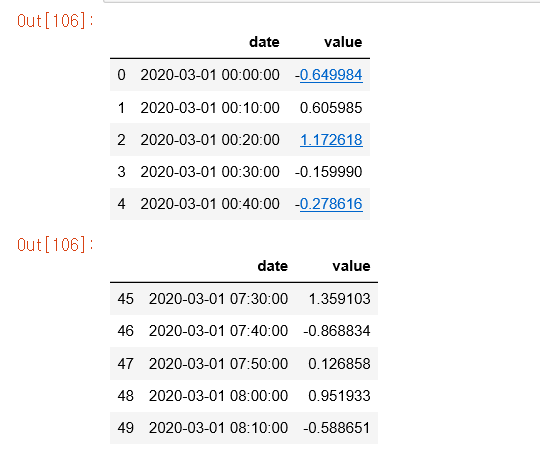 Out[106]:
date value
0 2020-03-01 00:00:00 -0.649984
1 2020-03-01 00:10:00 0.605985
2 2020-03-01 00:20:00 1.172618
3 2020-03-01 00:30:00 -0.159990
4 2020-03-01 00:40:00 -0.278616
Out[106]:
date value
45 2020-03-01 07:30:00 1.359103
46 2020-03-01 07:40:00 -0.868834
47 2020-03-01 07:50:00 0.126858
48 2020-03-01 08:00:00 0.951933
49 2020-03-01 08:10:00 -0.588651